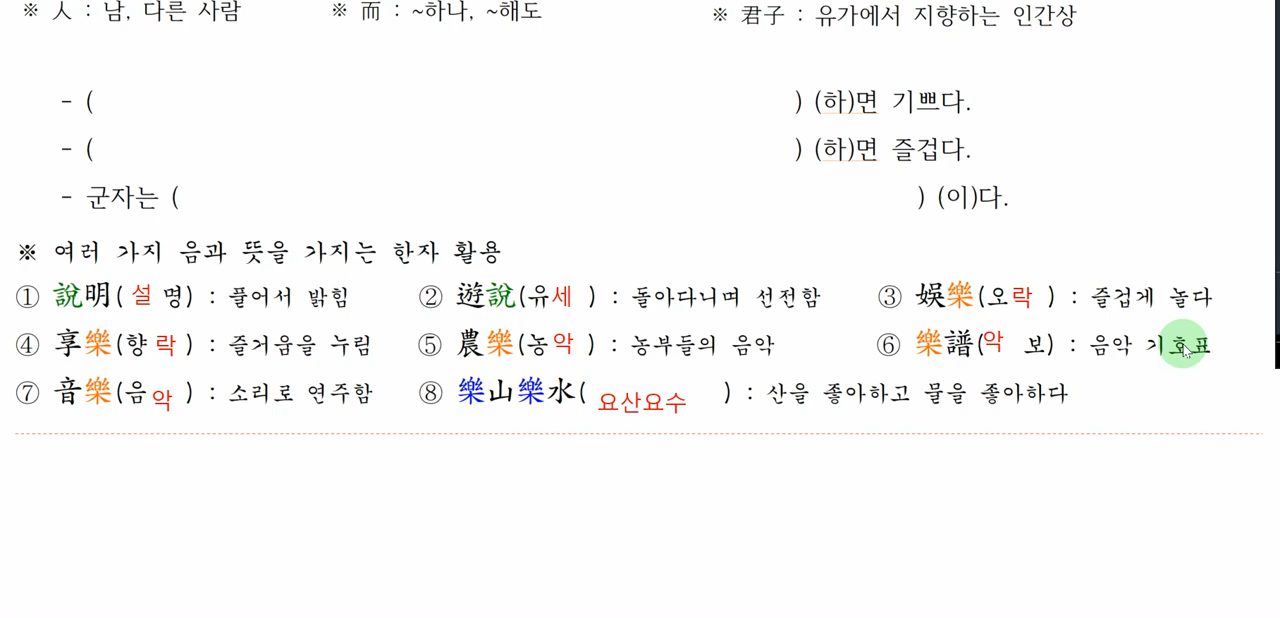 ※ 人 : 남, 다른 사람 ※ 而 : ~하나, ~해도 ※ 君子 : 유가에서 지향하는 인간상
- ( ) (하)면 기쁘다.
- ( ) (하)면 즐겁다.
- 군자는 ( ) (이)다.
※ 여러 가지 음과 뜻을 가지는 한자 활용
① 說明( 설 명) : 풀어서 밝힘 ② 遊說(유세 ) : 돌아다니며 선전함 ③ 娛樂(오락 ) : 즐겁게 놀다
④ 享樂(향 락 ) : 즐거움을 누림 ⑤ 農樂(농악 ) : 농부들의 음악 ⑥ 樂譜(악 보) : 음악 기호표
⑦ 音樂(음악 ) : 소리로 연주함 ⑧ 樂山樂水( 요산요수 ) : 산을 좋아하고 물을 좋아하다